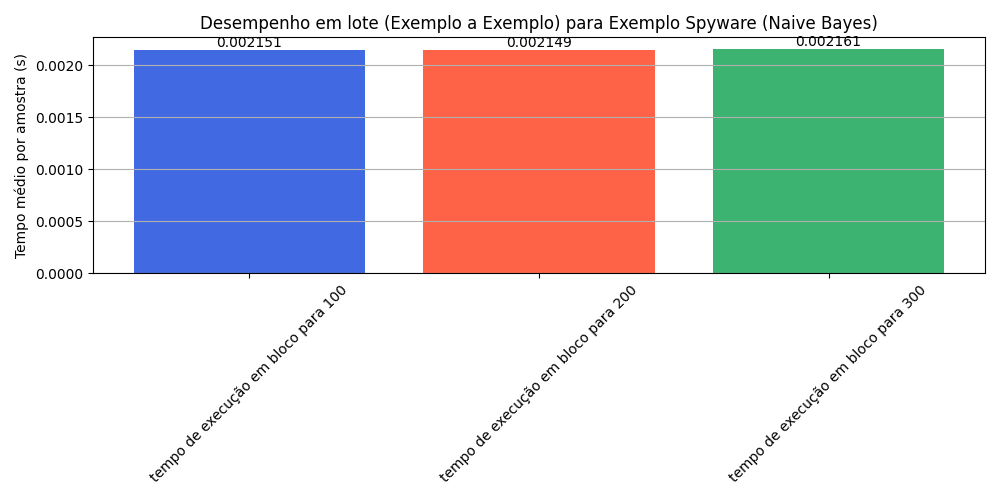 Desempenho em lote (Exemplo a Exemplo) para Exemplo Spyware (Naive Bayes)
0.002151
0.002149
0.002161
Tempo médio por amostra (s)
0.0020
0.0015
0.0010
0.0005
0.0000
tempo de execução em bloco para 100
tempo de execução em bloco para 200
tempo de execução em bloco para 300